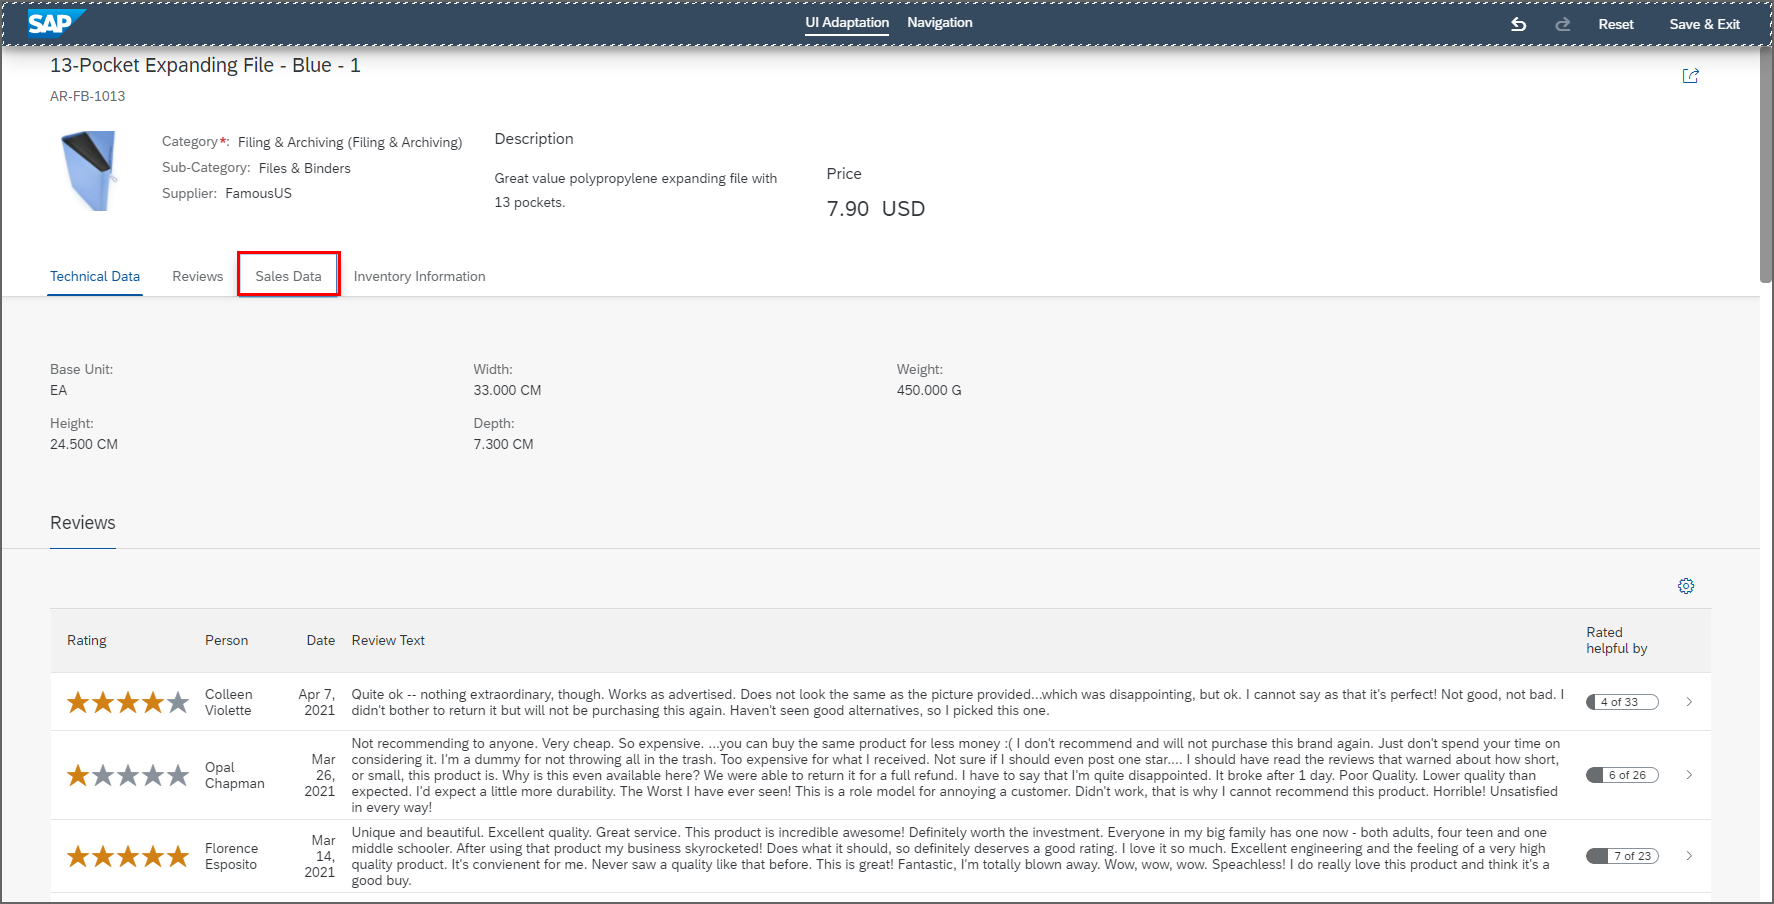 SAP
UI Adaptation Navigation Reset Save & Exit
13-Pocket Expanding File - Blue - 1
AR-FB-1013
Category*: Filing & Archiving (Filing & Archiving)
Sub-Category: Files & Binders
Supplier: FamousUS
Description
Great value polypropylene expanding file with
13 pockets.
Price
7.90 USD
Technical Data Reviews Sales Data Inventory Information
Base Unit:
EA
Width:
33.000 CM
Weight:
450.000 G
Height:
24.500 CM
Depth:
7.300 CM
Reviews
Rating Person Date Review Text Rated
helpful by
Colleen
Violette
Apr 7,
2021
Quite ok -- nothing extraordinary, though. Works as advertised. Does not look the same as the picture provided...which was disappointing, but ok. I cannot say as that it's perfect! Not good, not bad. I
didn't bother to return it but will not be purchasing this again. Haven't seen good alternatives, so I picked this one.
4 of 33
Opal
Chapman
Mar
26,
2021
Not recommending to anyone. Very cheap. So expensive. ...you can buy the same product for less money :( I don't recommend and will not purchase this brand again. Just don't spend your time on
considering it. I'm a dummy for not throwing all in the trash. Too expensive for what I received. Not sure if I should even post one star.... I should have read the reviews that warned about how short,
or small, this product is. Why is this even available here? We were able to return it for a full refund. I have to say that I'm quite disappointed. It broke after 1 day. Poor Quality. Lower quality than
expected. I'd expect a little more durability. The Worst I have ever seen! This is a role model for annoying a customer. Didn't work, that is why I cannot recommend this product. Horrible! Unsatisfied
in every way!
6 of 26
Florence
Esposito
Mar
14,
2021
Unique and beautiful. Excellent quality. Great service. This product is incredible awesome! Definitely worth the investment. Everyone in my big family has one now - both adults, four teen and one
middle schooler. After using that product my business skyrocketed! Does what it should, so definitely deserves a good rating. I love it so much. Excellent engineering and the feeling of a very high
quality product. It's convienent for me. Never saw a quality like that before. This is great! Fantastic, I'm totally blown away. Wow, wow, wow. Speachless! I do really love this product and think it's a
good buy.
7 of 23